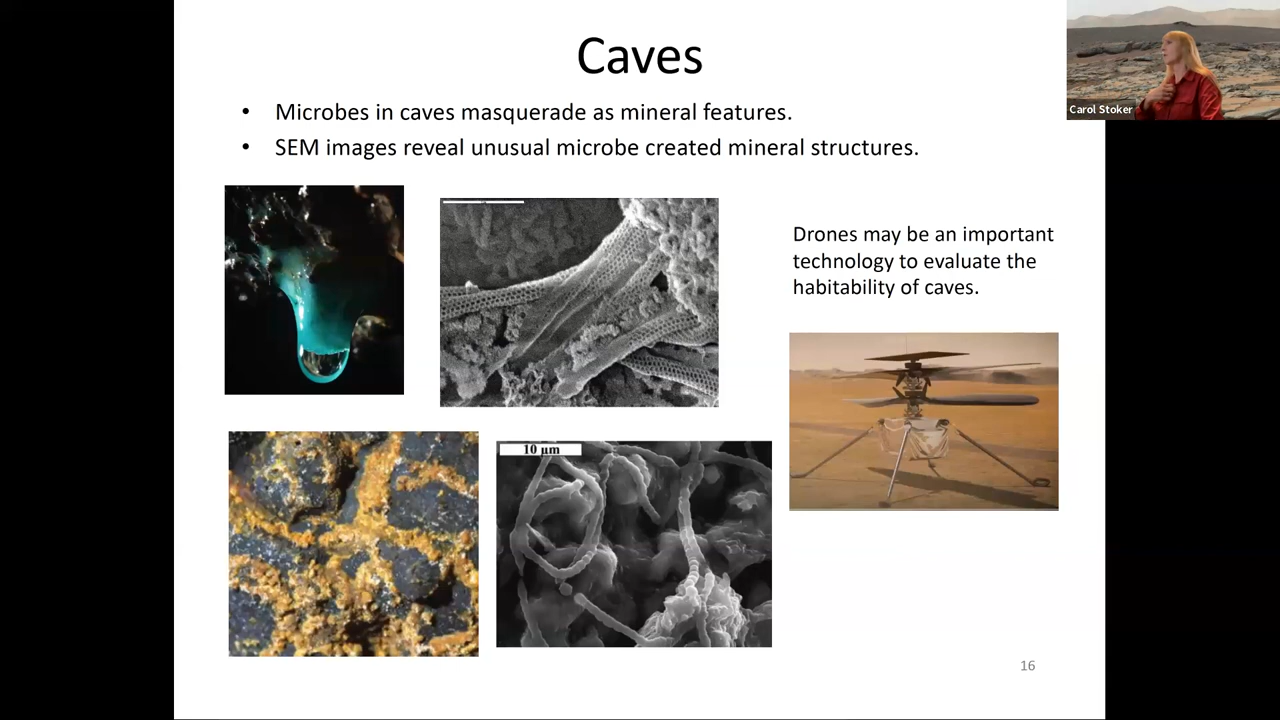 Caves
Carol Stoker
• Microbes in caves masquerade as mineral features.
• SEM images reveal unusual microbe created mineral structures.
Drones may be an important
technology to evaluate the
habitability of caves.
10 µm
16